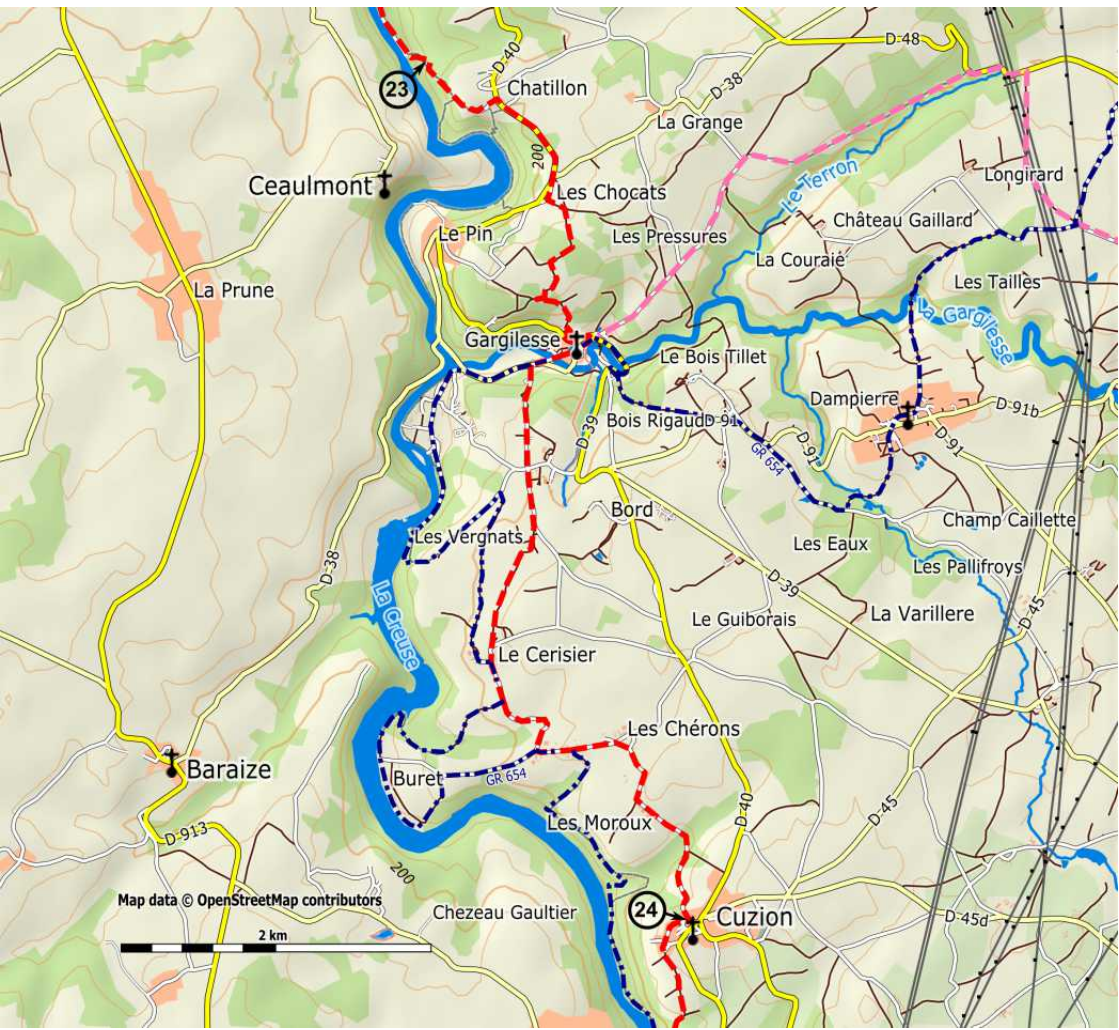 D-40
D-48
23
Chatillon
D-38
La Grange
200
Ceaulmont
Les Chocats
Le Terron
Longirard
Le Pin
Les Pressures
Château Gaillard
La Couraie
La Prune
Les Tailles
La Gargilesse
Gargilesse
Le Bois Tillet
Dampierre
D-91b
D-39
Bois Rigaud
D 91
D-91
D-91
GR 654
Bord
Champ Caillette
Les Vergnats
Les Eaux
D-38
Les Pallifroys
D-39
La Creuse
Le Guiborais
La Varillere
D-45
Le Cerisier
Les Chérons
Baraize
Buret
GR 654
D-40
D-45
Les Moroux
D-913
200
Map data © OpenStreetMap contributors
Chezeau Gaultier
24
Cuzion
D 45d
2 km